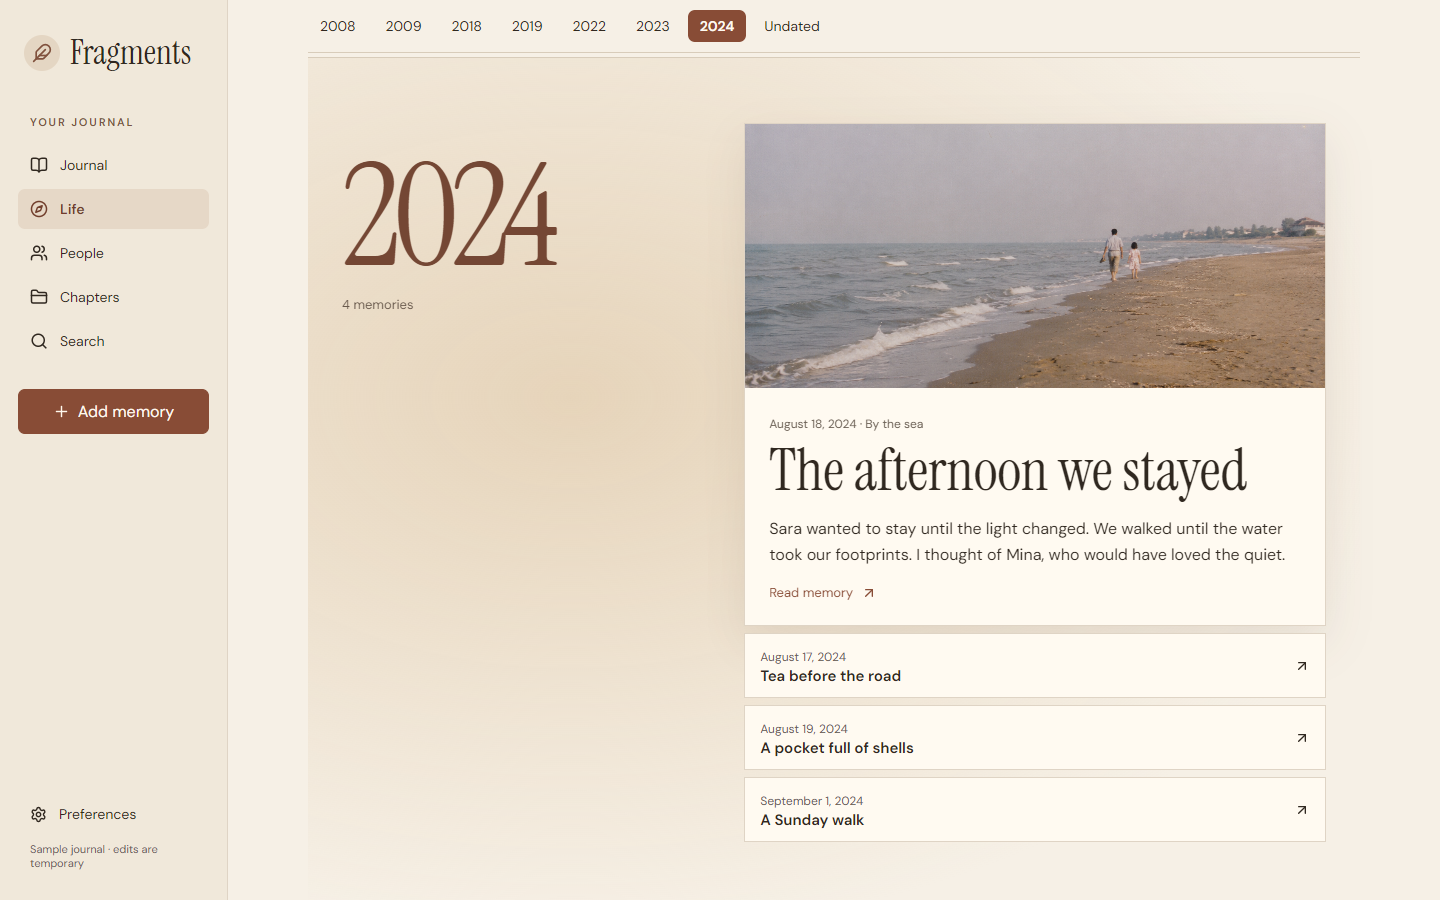 Fragments
YOUR JOURNAL
Journal
Life
People
Chapters
Search
Add memory
Preferences
Sample journal · edits are
temporary
2008 2009 2018 2019 2022 2023 2024 Undated
2024
4 memories
August 18, 2024 · By the sea
The afternoon we stayed
Sara wanted to stay until the light changed. We walked until the water
took our footprints. I thought of Mina, who would have loved the quiet.
Read memory
August 17, 2024
Tea before the road
August 19, 2024
A pocket full of shells
September 1, 2024
A Sunday walk